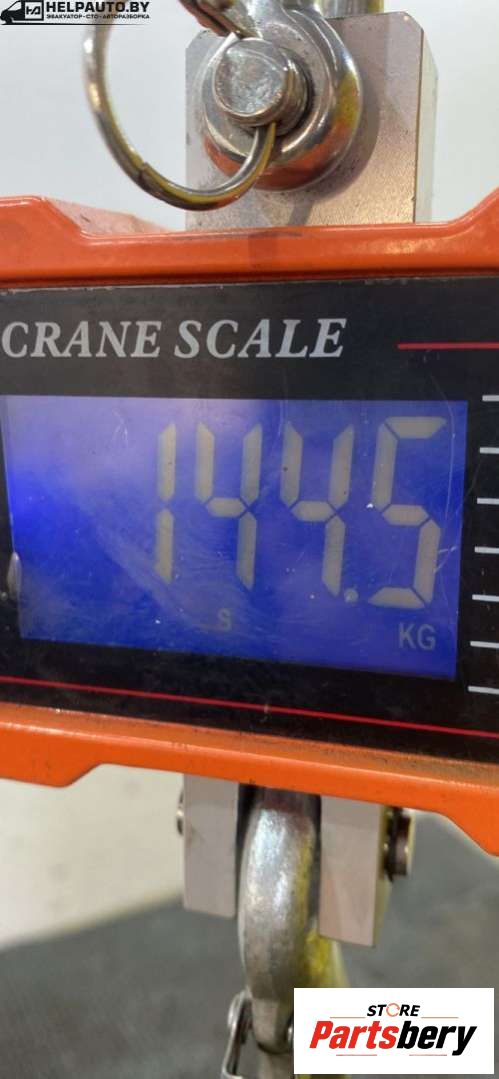 HELPAUTO.BY
ЭВАКУАТОР•СТО•АВТОРАЗБОРКА
CRANE SCALE
144.5
S
KG
STORE
Partsbery